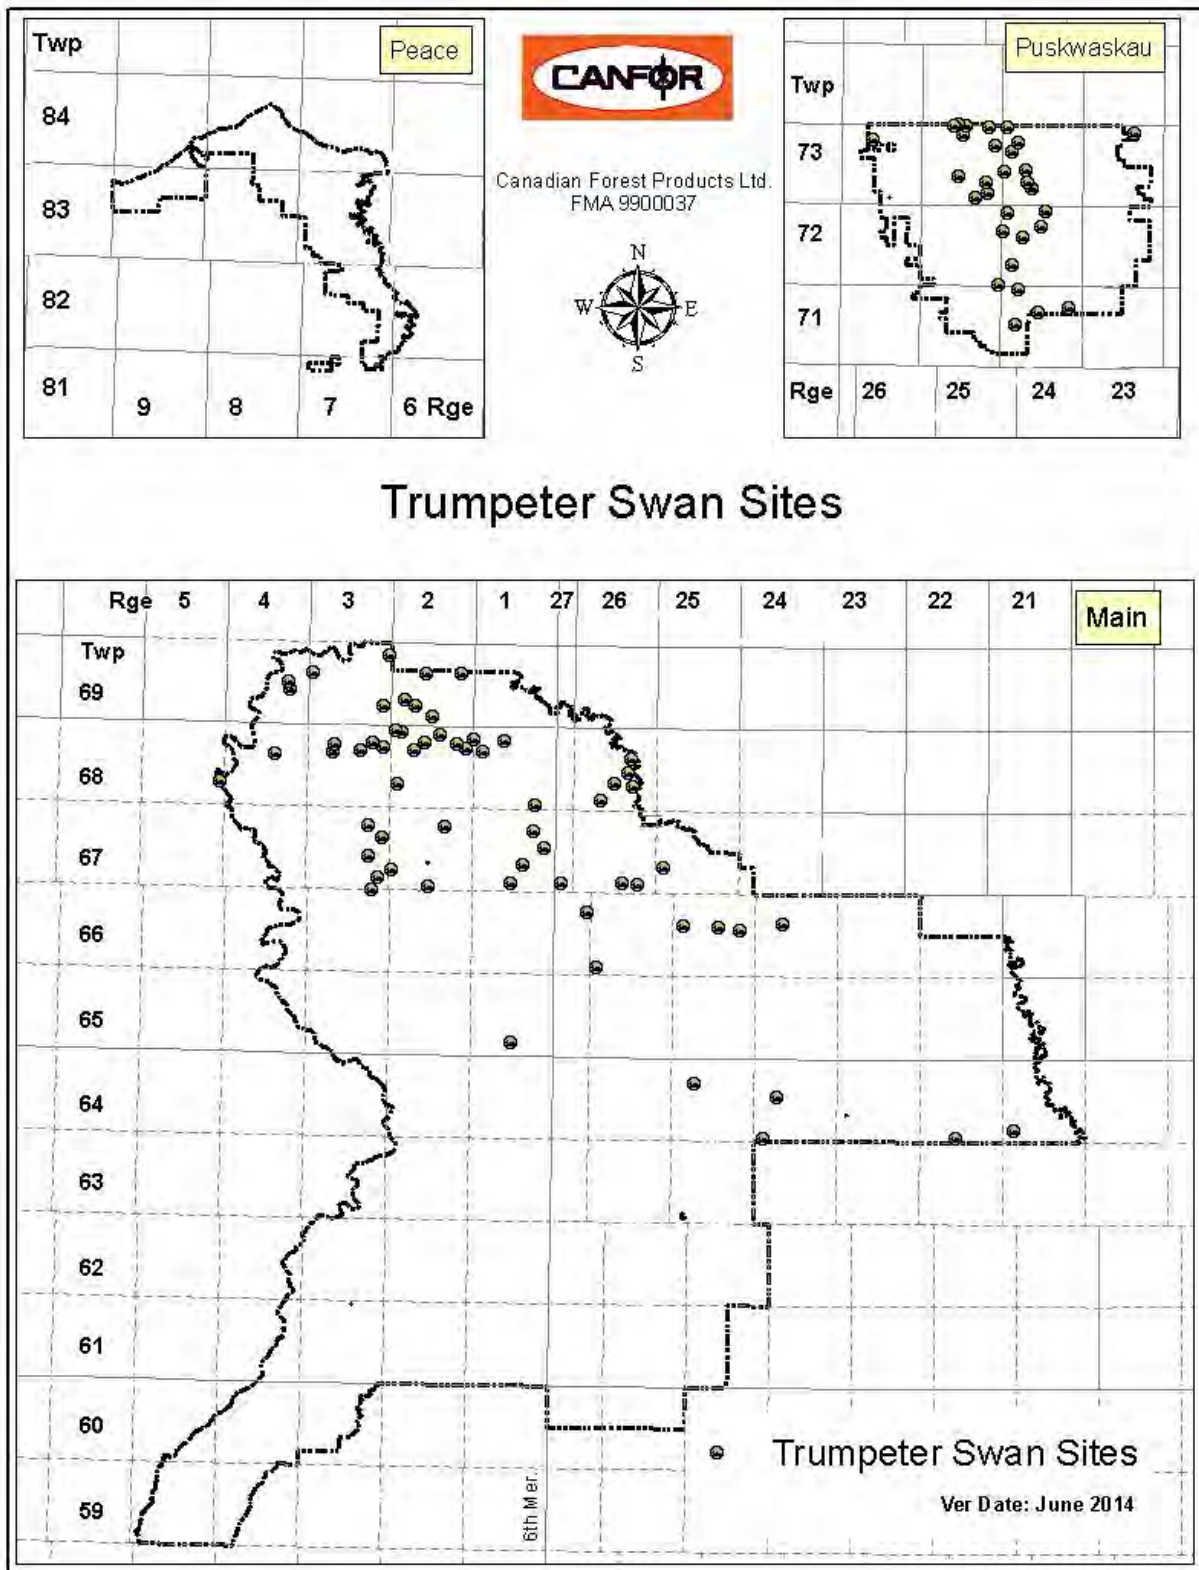 Twp
Peace
84
83
82
81
9 8 7 6 Rge
CANFOR
Canadian Forest Products Ltd.
FMA 9900037
N
W E
S
Puskwaskau
Twp
73
72
71
Rge 26 25 24 23
Trumpeter Swan Sites
Rge 5 4 3 2 1 27 26 25 24 23 22 21
Main
Twp
69
68
67
66
65
64
63
62
61
60
59
6th Mer.
Trumpeter Swan Sites
Ver Date: June 2014